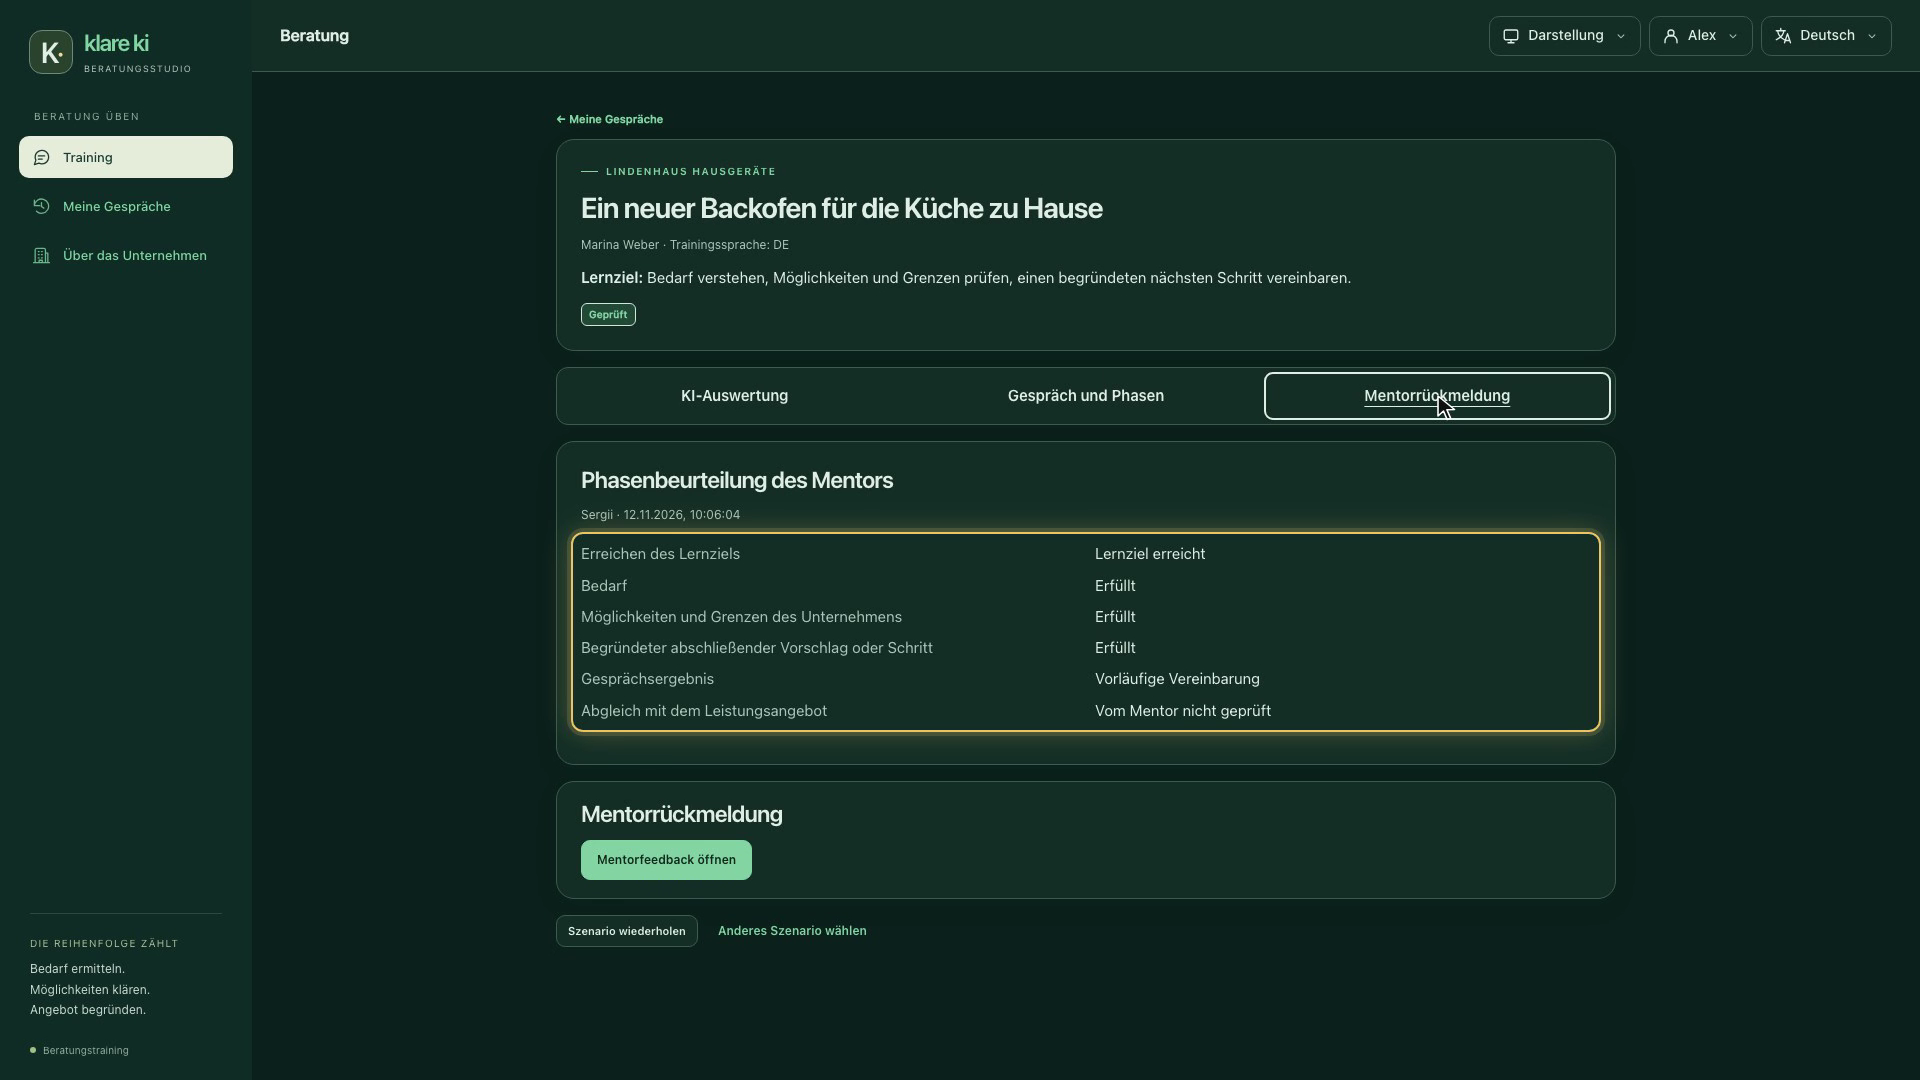 K
klare ki
BERATUNGSSTUDIO
BERATUNG ÜBEN
Training
Meine Gespräche
Über das Unternehmen
DIE REIHENFOLGE ZÄHLT
Bedarf ermitteln.
Möglichkeiten klären.
Angebot begründen.
Beratungstraining
Beratung
Darstellung
Alex
Deutsch
← Meine Gespräche
LINDENHAUS HAUSGERÄTE
Ein neuer Backofen für die Küche zu Hause
Marina Weber · Trainingssprache: DE
Lernziel: Bedarf verstehen, Möglichkeiten und Grenzen prüfen, einen begründeten nächsten Schritt vereinbaren.
Geprüft
KI-Auswertung
Gespräch und Phasen
Mentorrückmeldung
Phasenbeurteilung des Mentors
Sergii · 12.11.2026, 10:06:04
Erreichen des Lernziels Lernziel erreicht
Bedarf Erfüllt
Möglichkeiten und Grenzen des Unternehmens Erfüllt
Begründeter abschließender Vorschlag oder Schritt Erfüllt
Gesprächsergebnis Vorläufige Vereinbarung
Abgleich mit dem Leistungsangebot Vom Mentor nicht geprüft
Mentorrückmeldung
Mentorfeedback öffnen
Szenario wiederholen
Anderes Szenario wählen